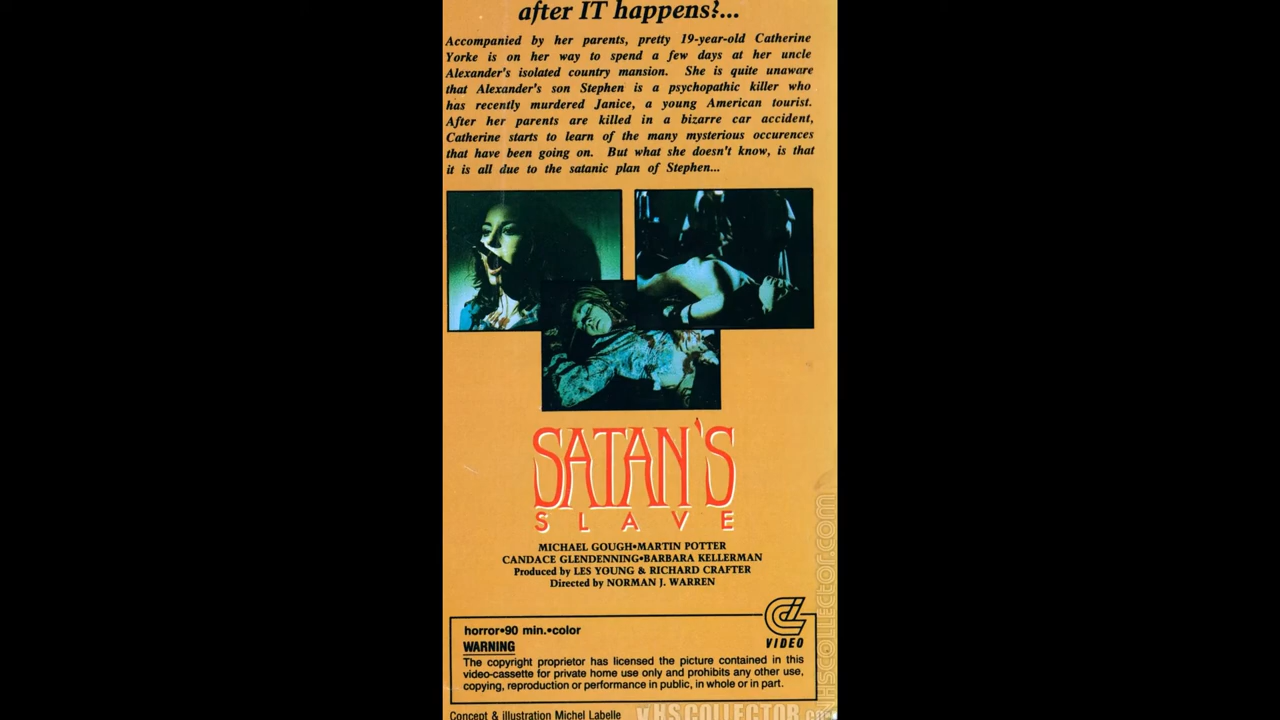 after IT happens?...
Accompanied by her parents, pretty 19-year-old Catherine
Yorke is on her way to spend a few days at her uncle
Alexander's isolated country mansion. She is quite unaware
that Alexander's son Stephen is a psychopathic killer who
has recently murdered Janice, a young American tourist.
After her parents are killed in a bizarre car accident,
Catherine starts to learn of the many mysterious occurences
that have been going on. But what she doesn't know, is that
it is all due to the satanic plan of Stephen...
SATAN'S
SLAVE
MICHAEL GOUGH•MARTIN POTTER
CANDACE GLENDENNING•BARBARA KELLERMAN
Produced by LES YOUNG & RICHARD CRAFTER
Directed by NORMAN J. WARREN
VIDEO
horror•90 min.•color
WARNING
The copyright proprietor has licensed the picture contained in this
video-cassette for private home use only and prohibits any other use,
copying, reproduction or performance in public, in whole or in part.
Concept & illustration Michel Labelle
VHSCOLLECTOR.com
VHSCOLLECTOR.com